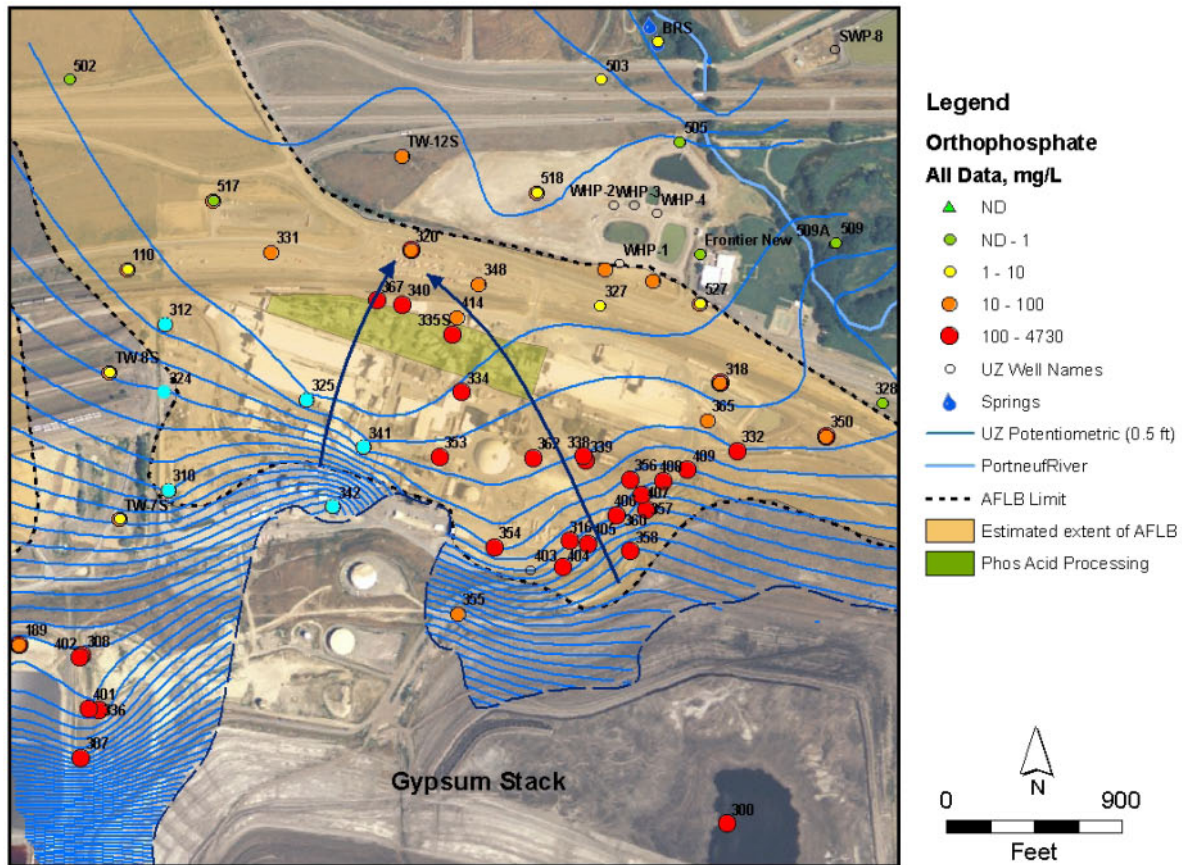 BRS
SWP-8
502
503
505
TW-12S
517
518
WHP-2
WHP-3
WHP-4
509A
509
320
331
110
WHP-1
Frontier New
348
367
340
414
327
527
312
335S
TW-8S
324
325
334
318
328
365
350
341
353
362
338
339
332
409
356
408
318
342
407
TW-7S
406
357
360
354
316
405
358
403
404
355
189
402
308
401
336
307
Gypsum Stack
300
Legend
Orthophosphate
All Data, mg/L
ND
ND - 1
1 - 10
10 - 100
100 - 4730
UZ Well Names
Springs
UZ Potentiometric (0.5 ft)
PortneufRiver
AFLB Limit
Estimated extent of AFLB
Phos Acid Processing
N
0 900
Feet